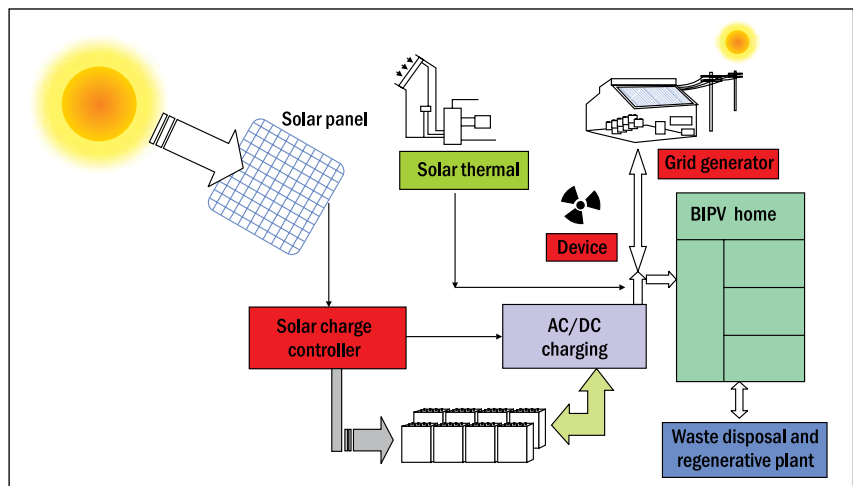 Solar panel
Solar thermal
Grid generator
Device
BIPV home
Solar charge
controller
AC/DC
charging
Waste disposal and
regenerative plant